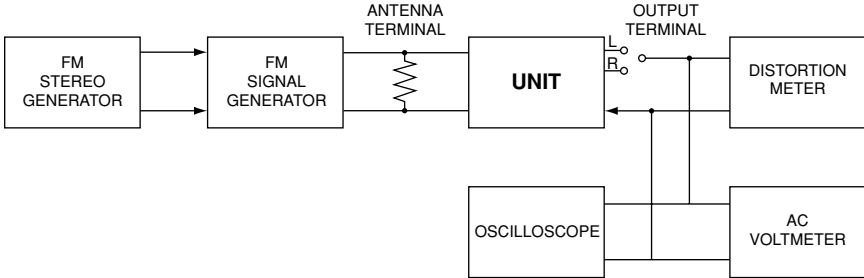 ANTENNA
TERMINAL
OUTPUT
TERMINAL
FM
STEREO
GENERATOR
FM
SIGNAL
GENERATOR
UNIT
L
R
DISTORTION
METER
OSCILLOSCOPE
AC
VOLTMETER